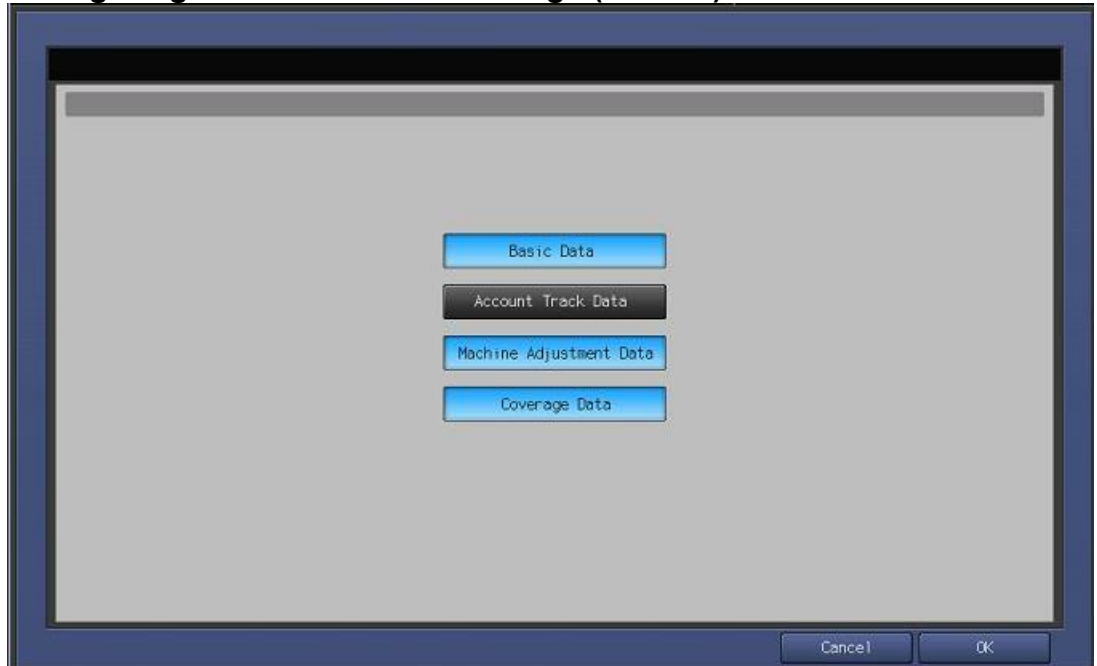 Basic Data
Account Track Data
Machine Adjustment Data
Coverage Data
Cancel
OK